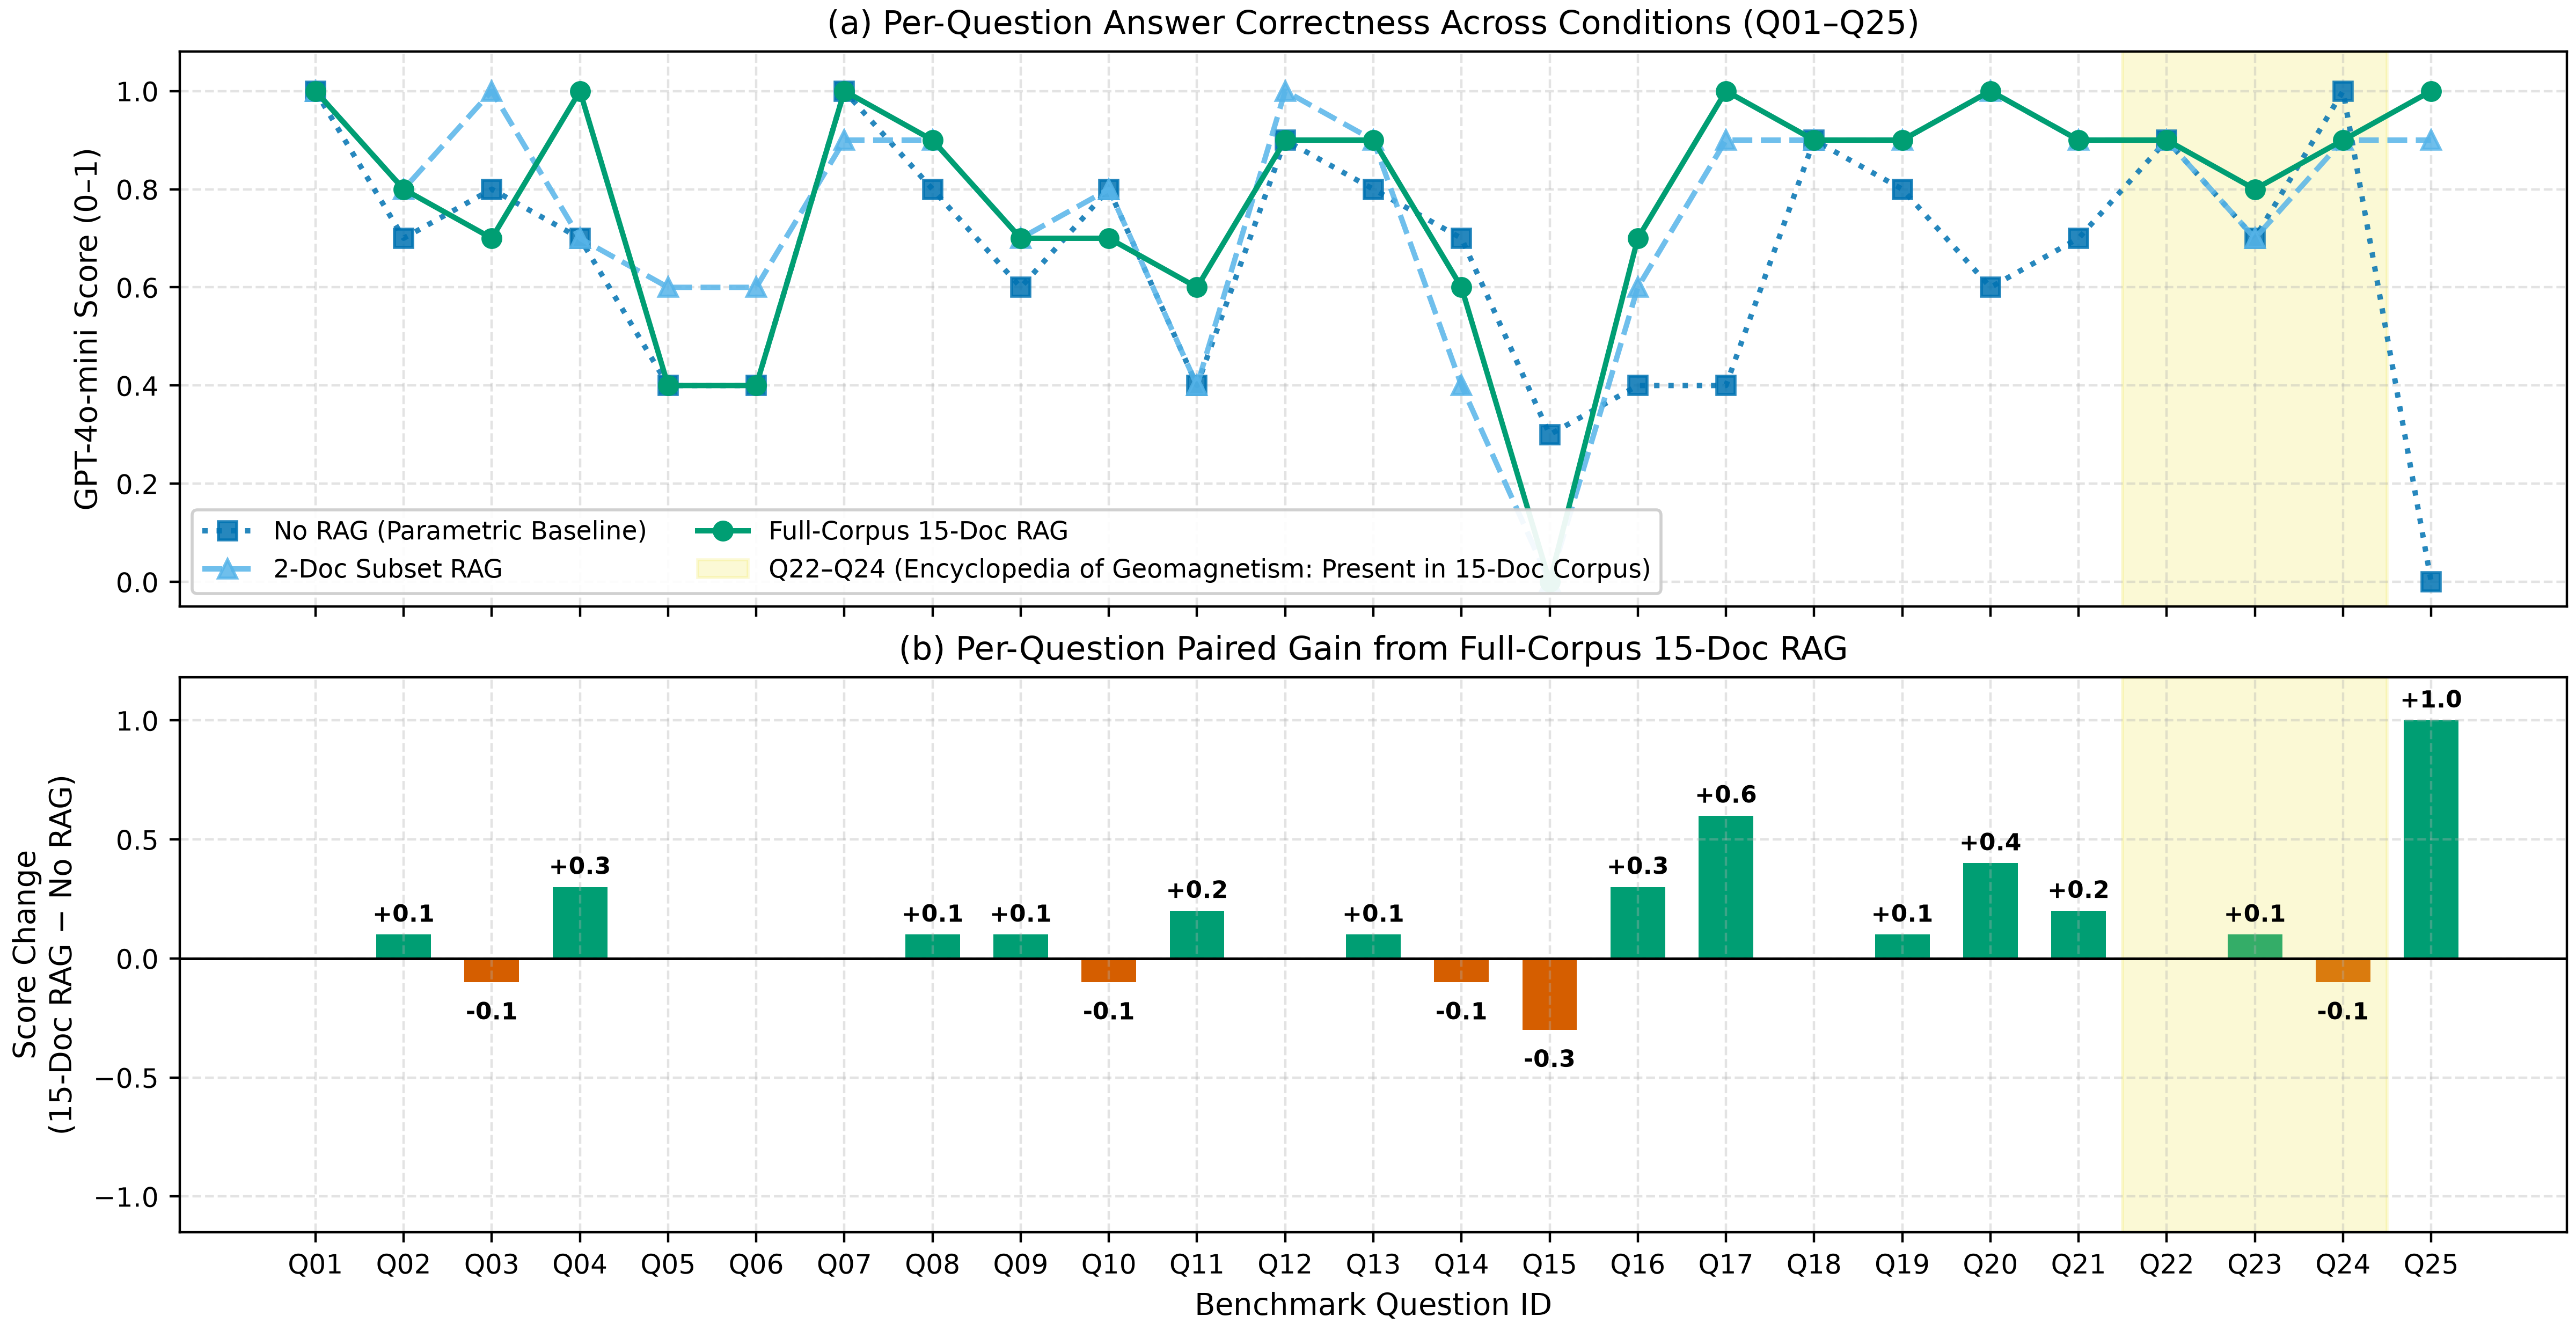 (a) Per-Question Answer Correctness Across Conditions (Q01–Q25)
GPT-4o-mini Score (0–1)
1.0
0.8
0.6
0.4
0.2
0.0
No RAG (Parametric Baseline)
2-Doc Subset RAG
Full-Corpus 15-Doc RAG
Q22–Q24 (Encyclopedia of Geomagnetism: Present in 15-Doc Corpus)
(b) Per-Question Paired Gain from Full-Corpus 15-Doc RAG
Score Change
(15-Doc RAG − No RAG)
1.0
0.5
0.0
−0.5
−1.0
+0.1
-0.1
+0.3
+0.1
+0.1
-0.1
+0.2
+0.1
-0.1
-0.3
+0.3
+0.6
+0.1
+0.4
+0.2
+0.1
-0.1
+1.0
Q01 Q02 Q03 Q04 Q05 Q06 Q07 Q08 Q09 Q10 Q11 Q12 Q13 Q14 Q15 Q16 Q17 Q18 Q19 Q20 Q21 Q22 Q23 Q24 Q25
Benchmark Question ID